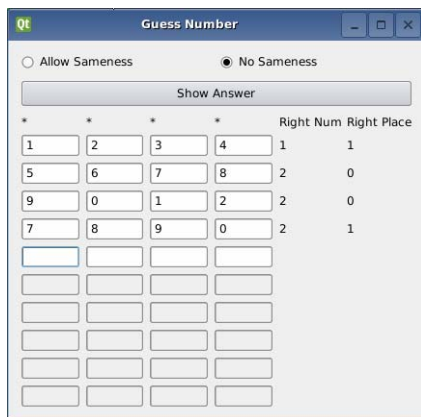 Qt Guess Number
Allow Sameness No Sameness
Show Answer
* * * * Right Num Right Place
1 2 3 4 1 1
5 6 7 8 2 0
9 0 1 2 2 0
7 8 9 0 2 1